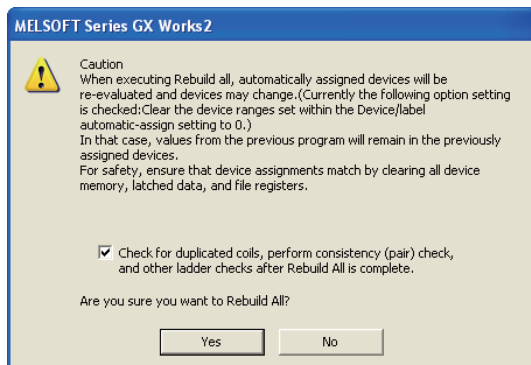 MELSOFT Series GX Works2
Caution
When executing Rebuild all, automatically assigned devices will be
re-evaluated and devices may change.(Currently the following option setting
is checked:Clear the device ranges set within the Device/label
automatic-assign setting to 0.)
In that case, values from the previous program will remain in the previously
assigned devices.
For safety, ensure that device assignments match by clearing all device
memory, latched data, and file registers.
Check for duplicated coils, perform consistency (pair) check,
and other ladder checks after Rebuild All is complete.
Are you sure you want to Rebuild All?
Yes
No